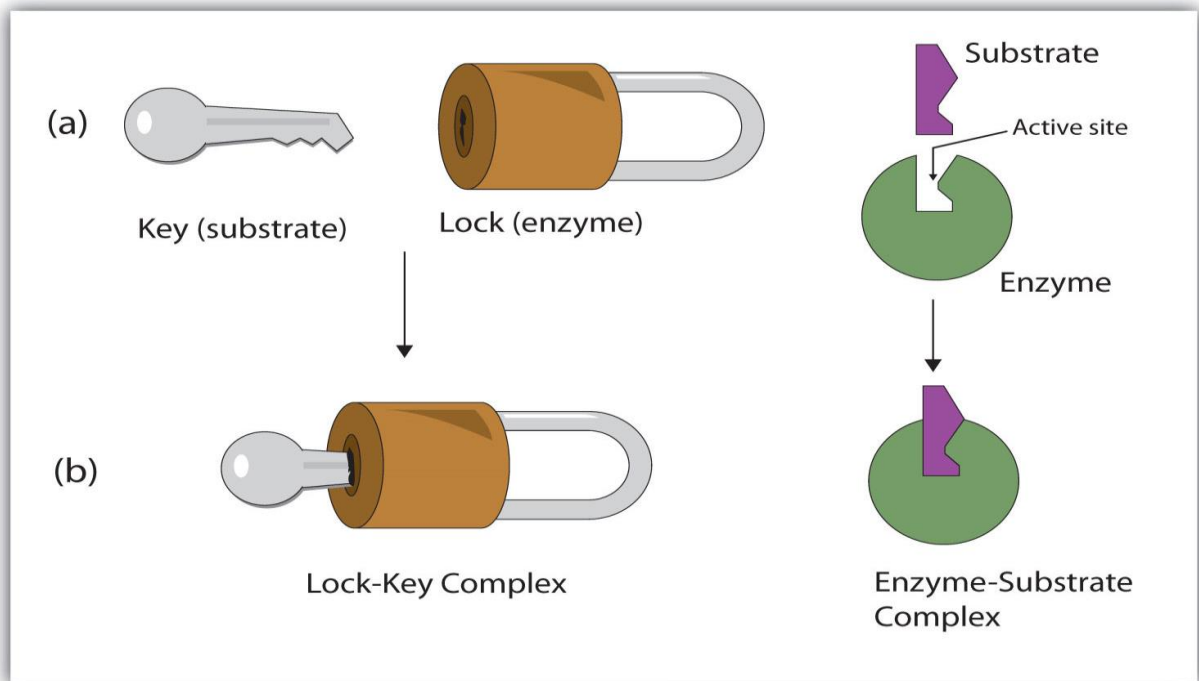 (a)
Key (substrate)
Lock (enzyme)
Substrate
Active site
Enzyme
(b)
Lock-Key Complex
Enzyme-Substrate
Complex